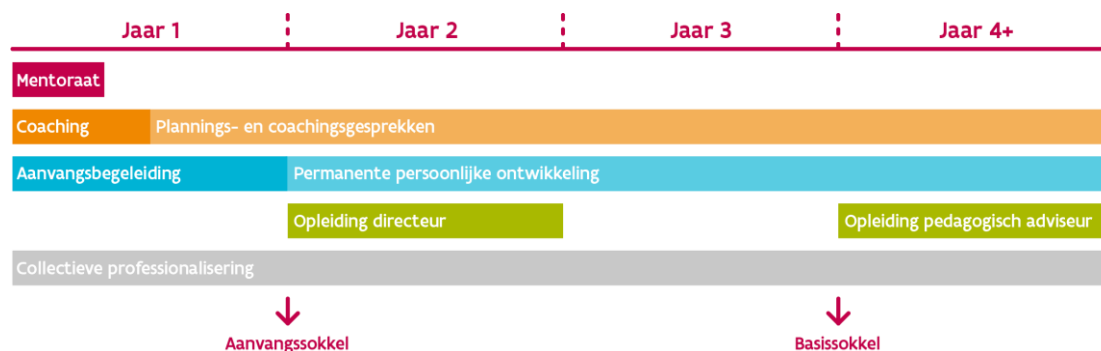 Jaar 1 Jaar 2 Jaar 3 Jaar 4+
Mentoraat
Coaching Plannings- en coachingsgesprekken
Aanvangsbegeleiding Permanente persoonlijke ontwikkeling
Opleiding directeur Opleiding pedagogisch adviseur
Collectieve professionalisering
Aanvangssokkel Basissokkel